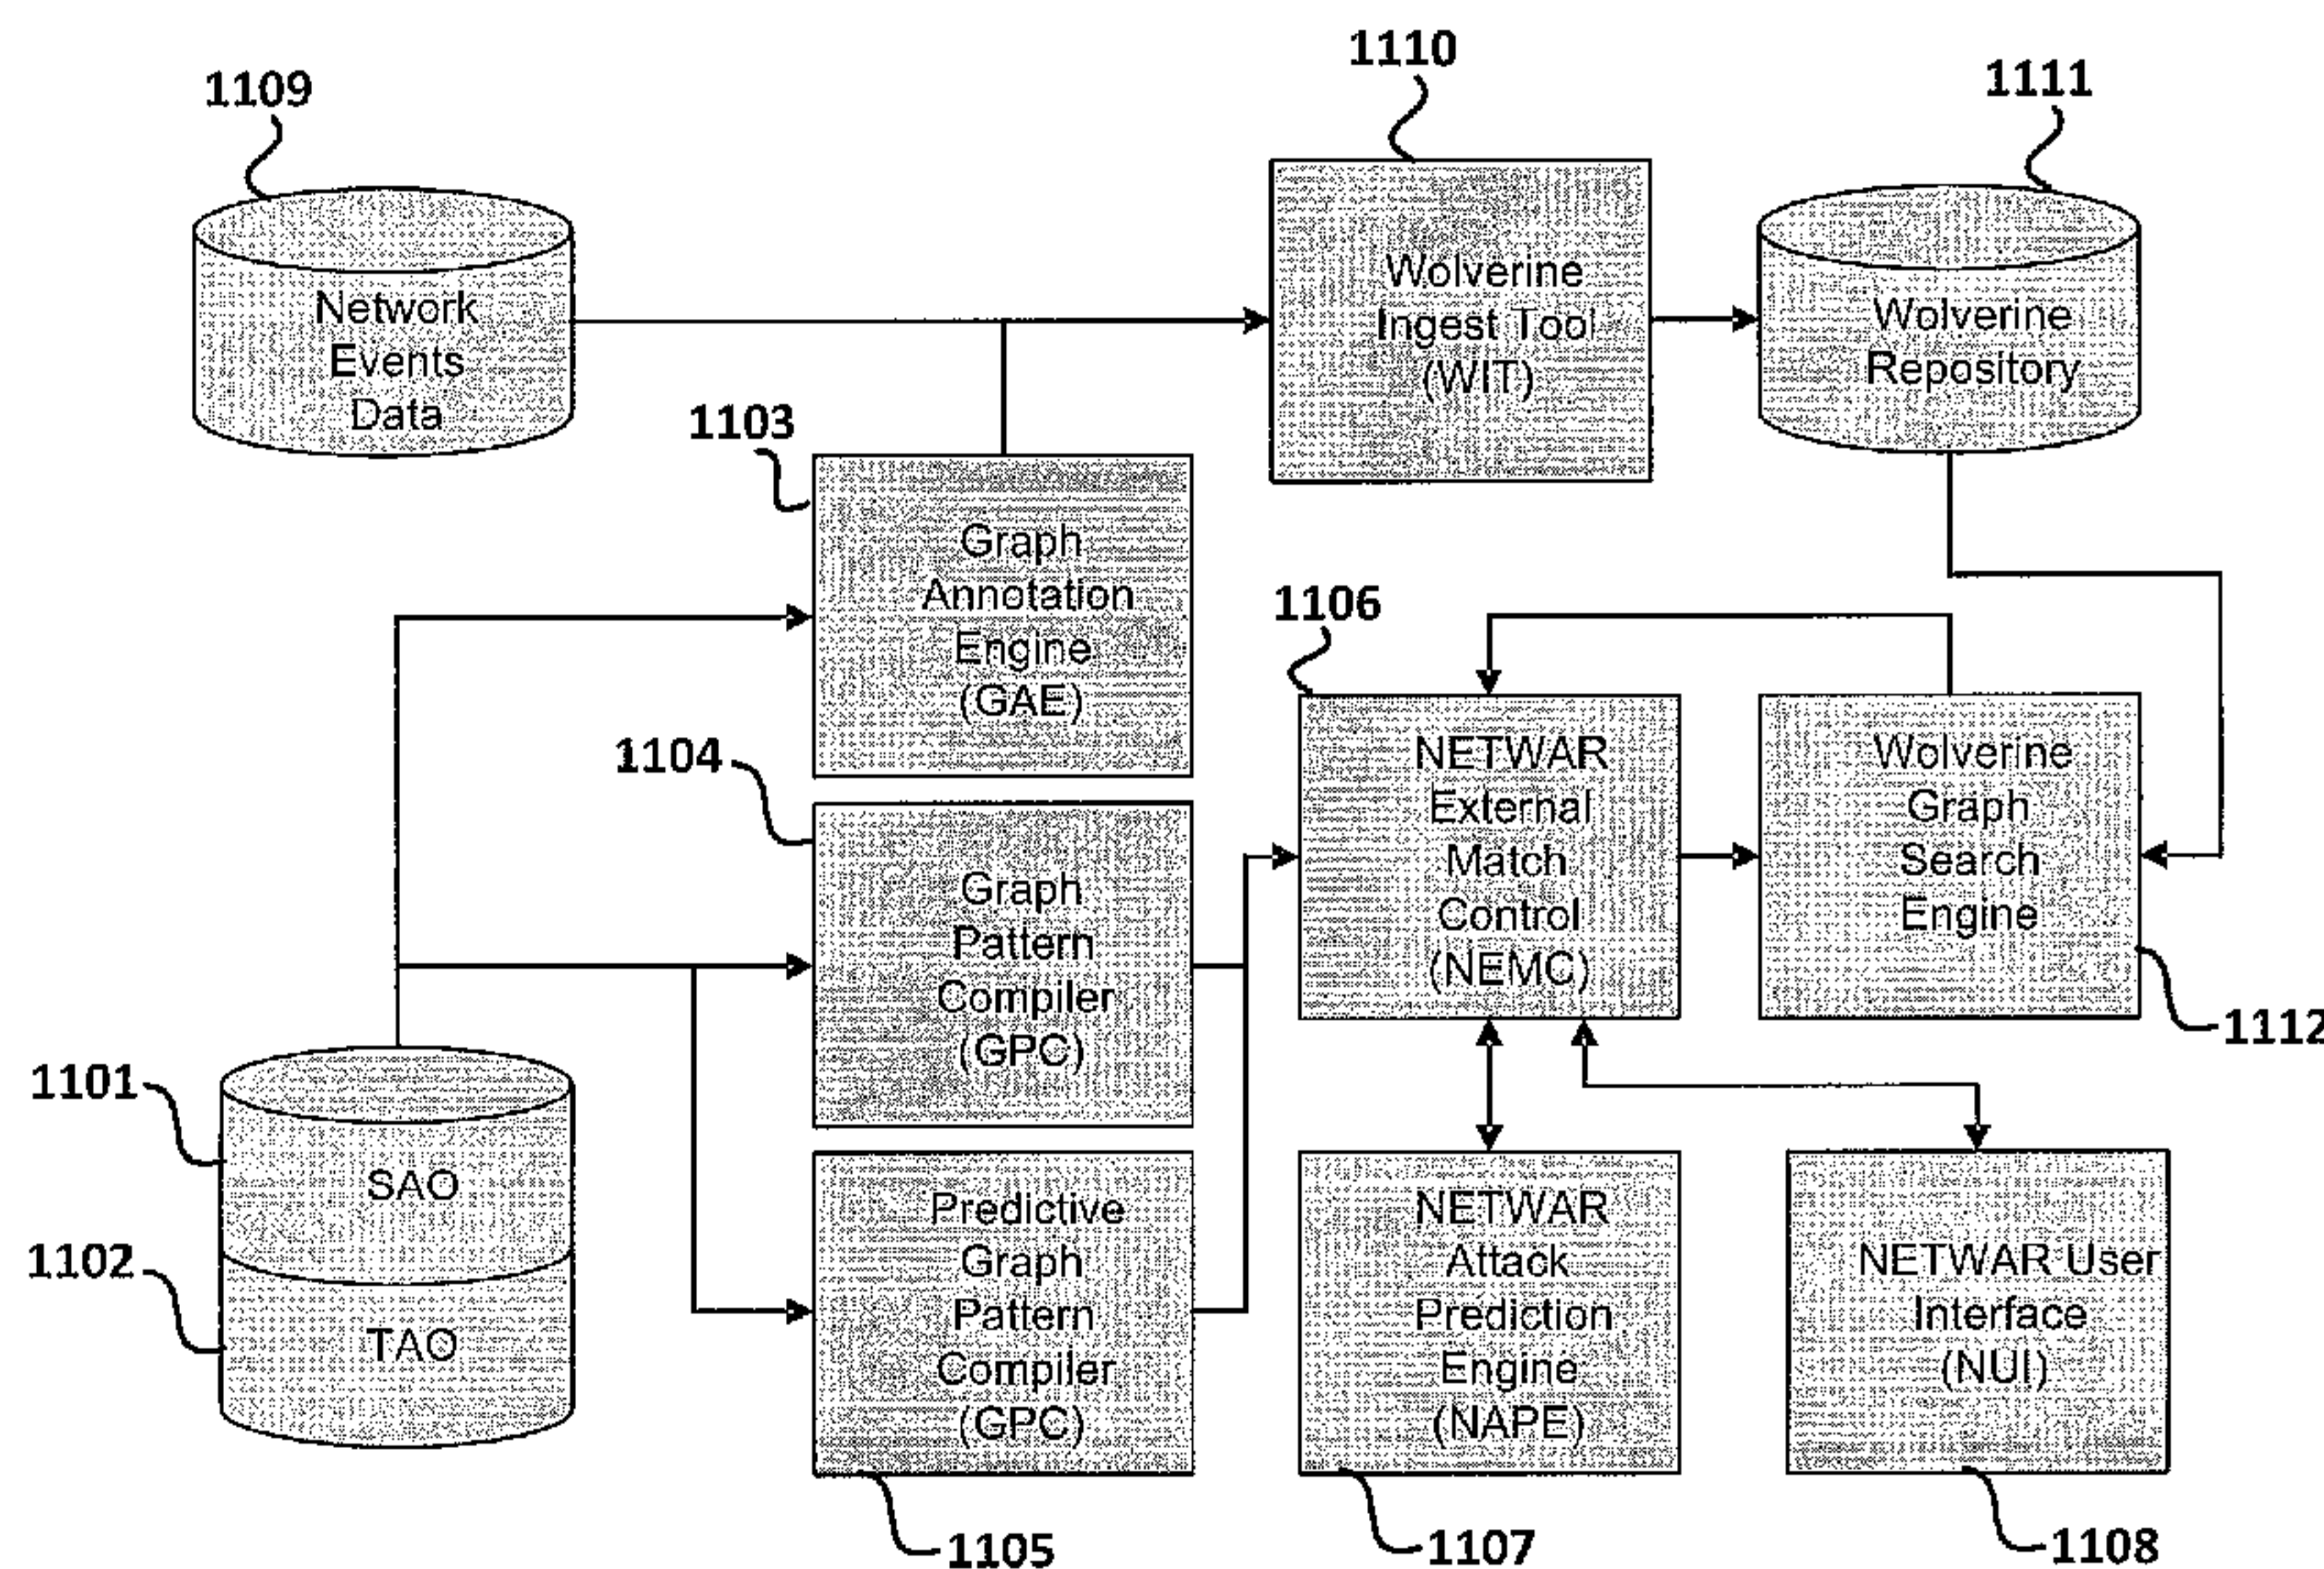 1110
1111
1109
Network
Events
Data
Wolverine
Ingest Tool
(WIT)
Wolverine
Repository
1103
Graph
Annotation
Engine
(GAE)
1106
1104
Graph
Pattern
Compiler
(GPC)
NETWAR
External
Match
Control
(NEMC)
Wolverine
Graph
Search
Engine
1112
1101
SAO
1102
TAO
Predictive
Graph
Pattern
Compiler
(GPC)
NETWAR
Attack
Prediction
Engine
(NAPE)
NETWAR User
Interface
(NUI)
1105
1107
1108